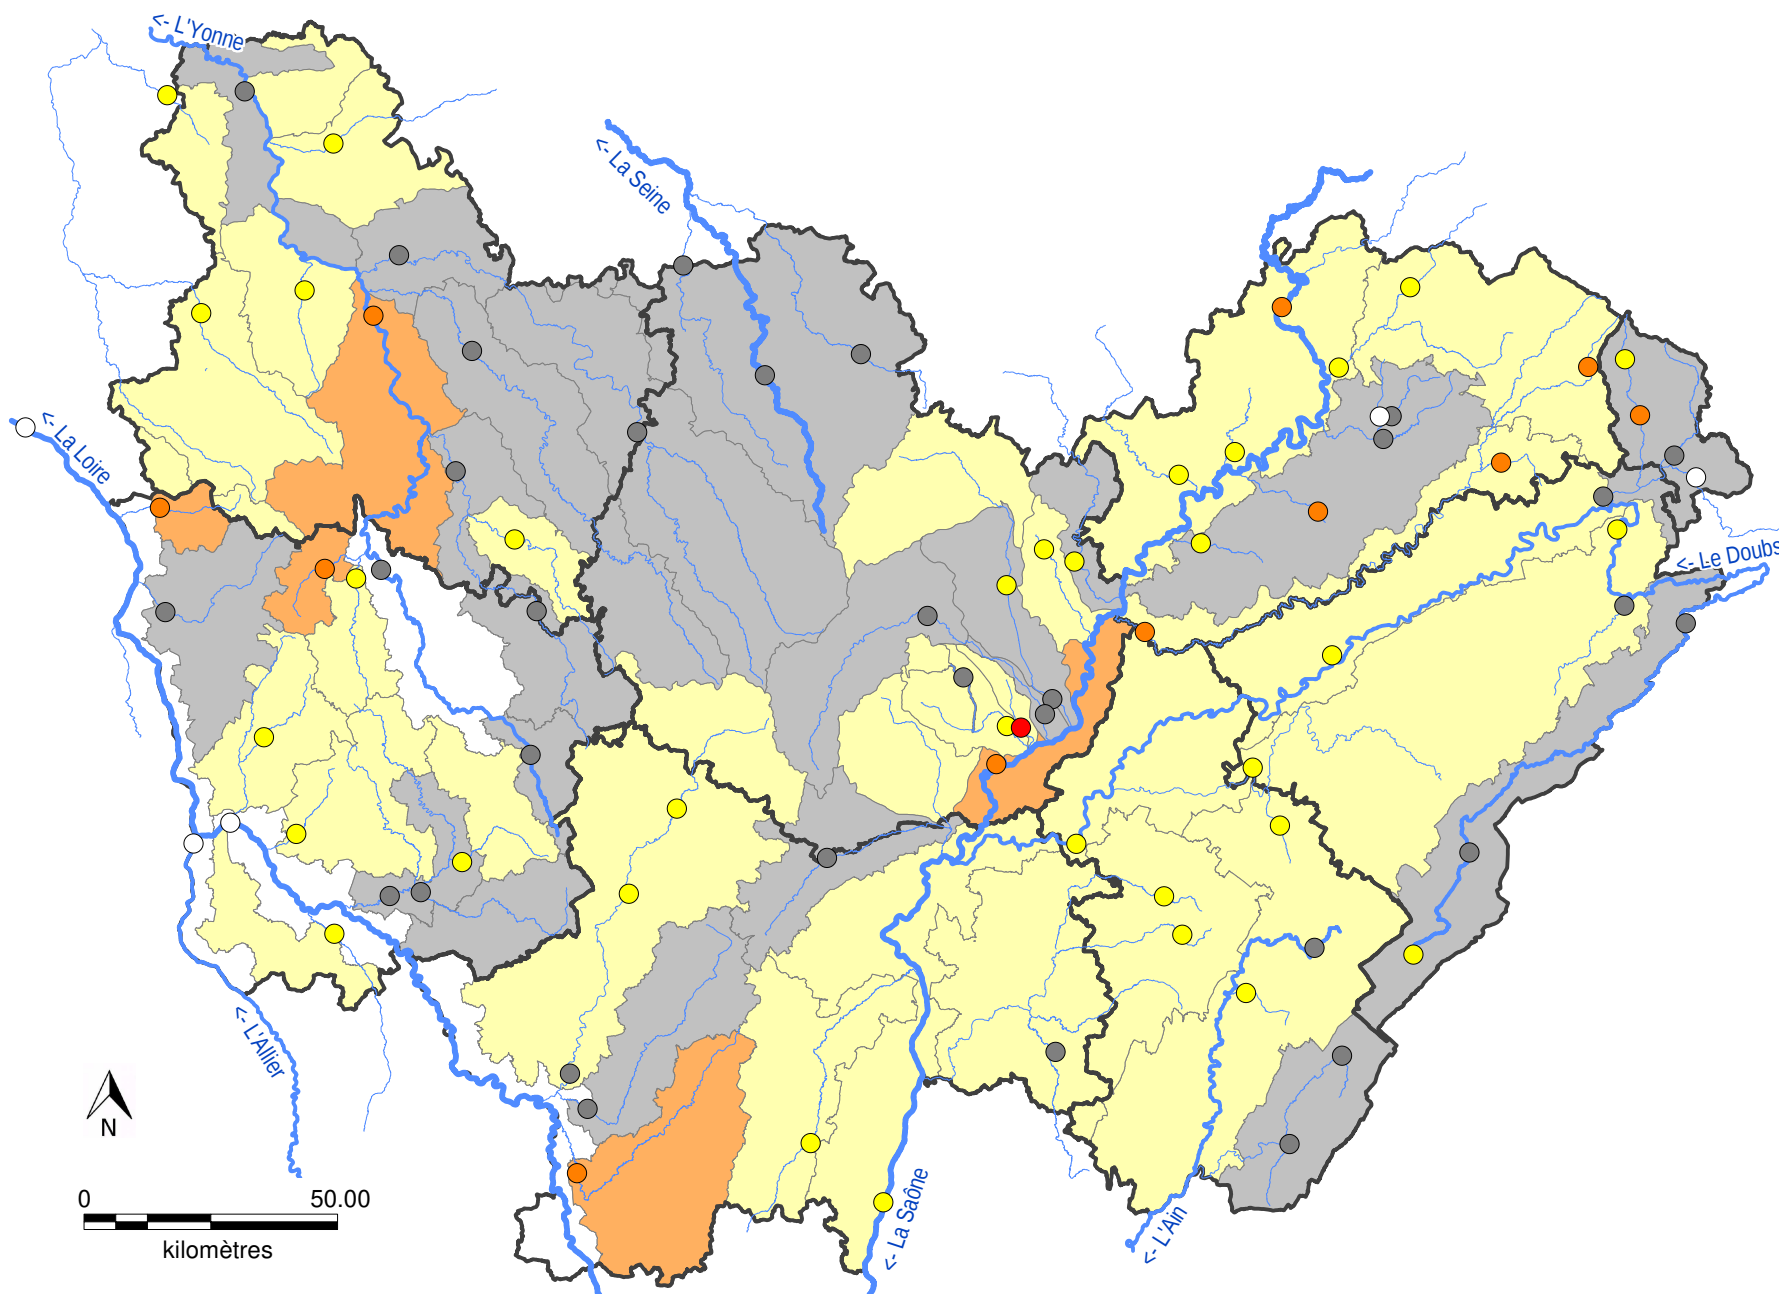 <- L'Yonne
<- La Seine
<- La Loire
<- Le Doubs
<- L'Allier
N
0 50.00
kilomètres
<- La Saône
<- L'Ain